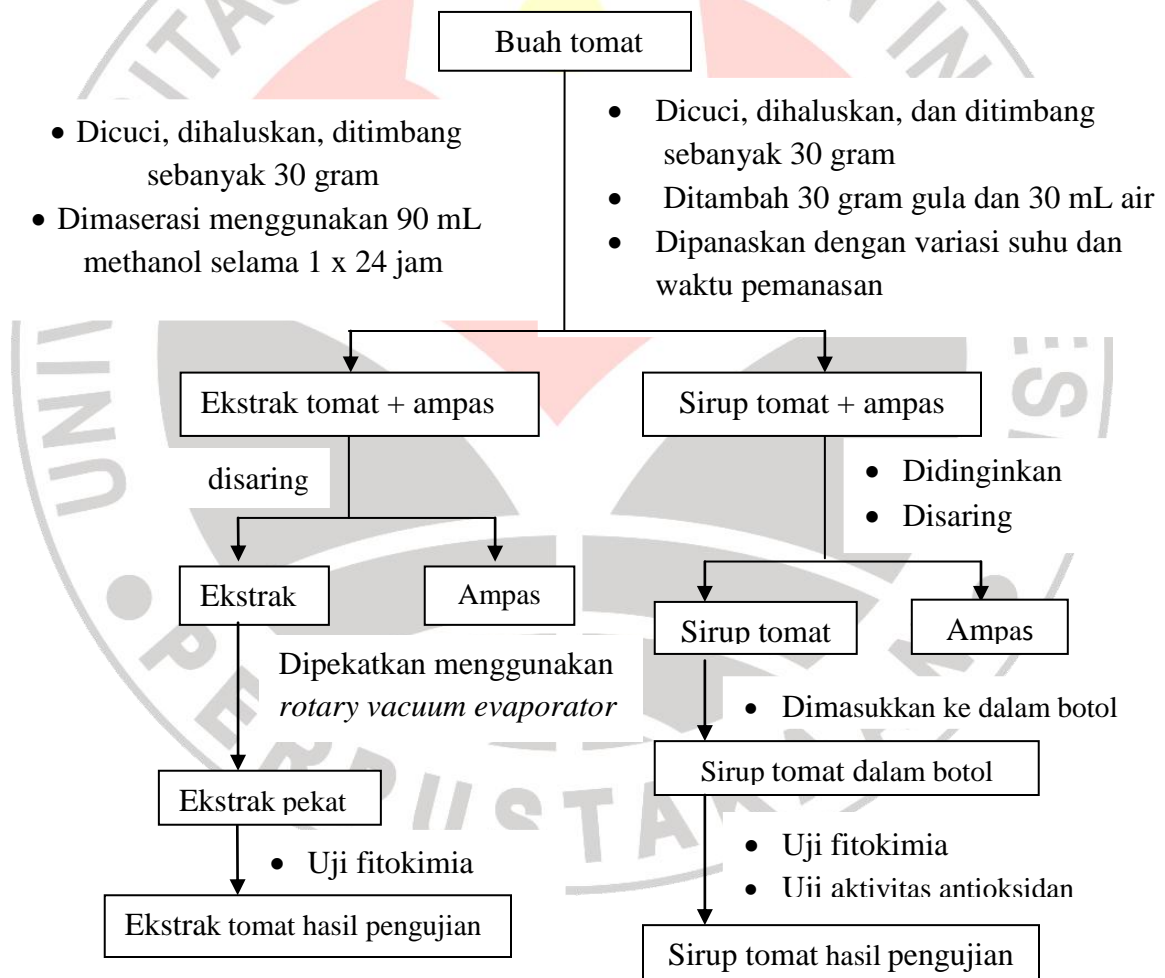 Buah tomat
• Dicuci, dihaluskan, ditimbang
sebanyak 30 gram
• Dimaserasi menggunakan 90 mL
methanol selama 1 x 24 jam
• Dicuci, dihaluskan, dan ditimbang
sebanyak 30 gram
• Ditambah 30 gram gula dan 30 mL air
• Dipanaskan dengan variasi suhu dan
waktu pemanasan
Ekstrak tomat + ampas
Sirup tomat + ampas
disaring
• Didinginkan
• Disaring
Ekstrak
Ampas
Sirup tomat
Ampas
Dipekatkan menggunakan
rotary vacuum evaporator
• Dimasukkan ke dalam botol
Ekstrak pekat
Sirup tomat dalam botol
• Uji fitokimia
• Uji fitokimia
• Uji aktivitas antioksidan
Ekstrak tomat hasil pengujian
Sirup tomat hasil pengujian